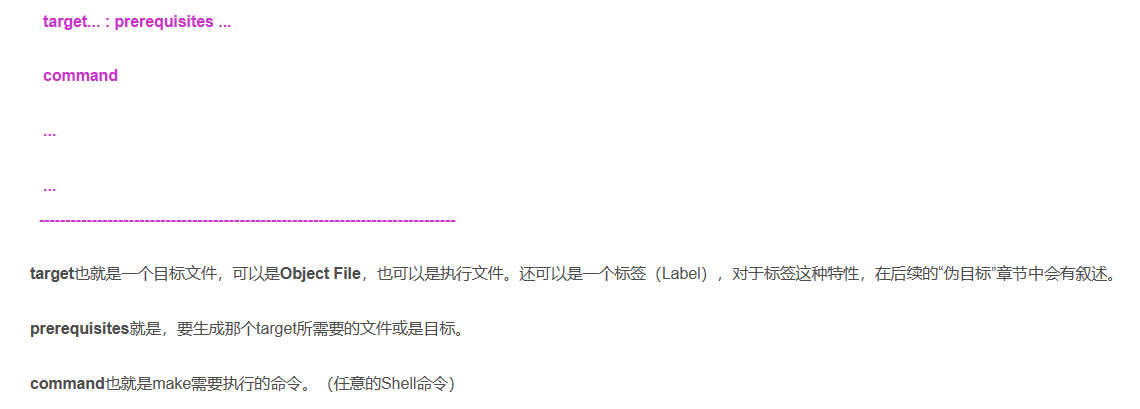 target... : prerequisites ...
command
...
...
-------------------------------------------------------------------------------
target也就是一个目标文件，可以是Object File，也可以是执行文件。还可以是一个标签（Label），对于标签这种特性，在后续的“伪目标”章节中会有叙述。
prerequisites就是，要生成那个target所需要的文件或是目标。
command也就是make需要执行的命令。（任意的Shell命令）